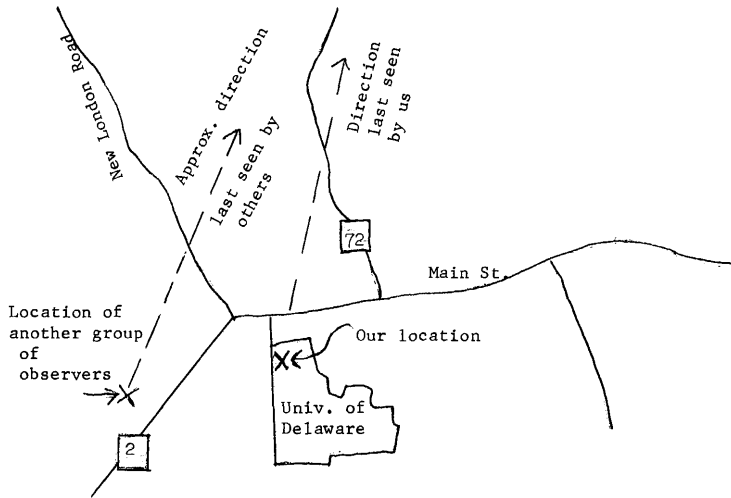 New London Road
Approx. direction
last seen by
others
Direction
last seen
by us
72
Main St.
Location of
another group
of
observers
Our location
Univ. of
Delaware
2